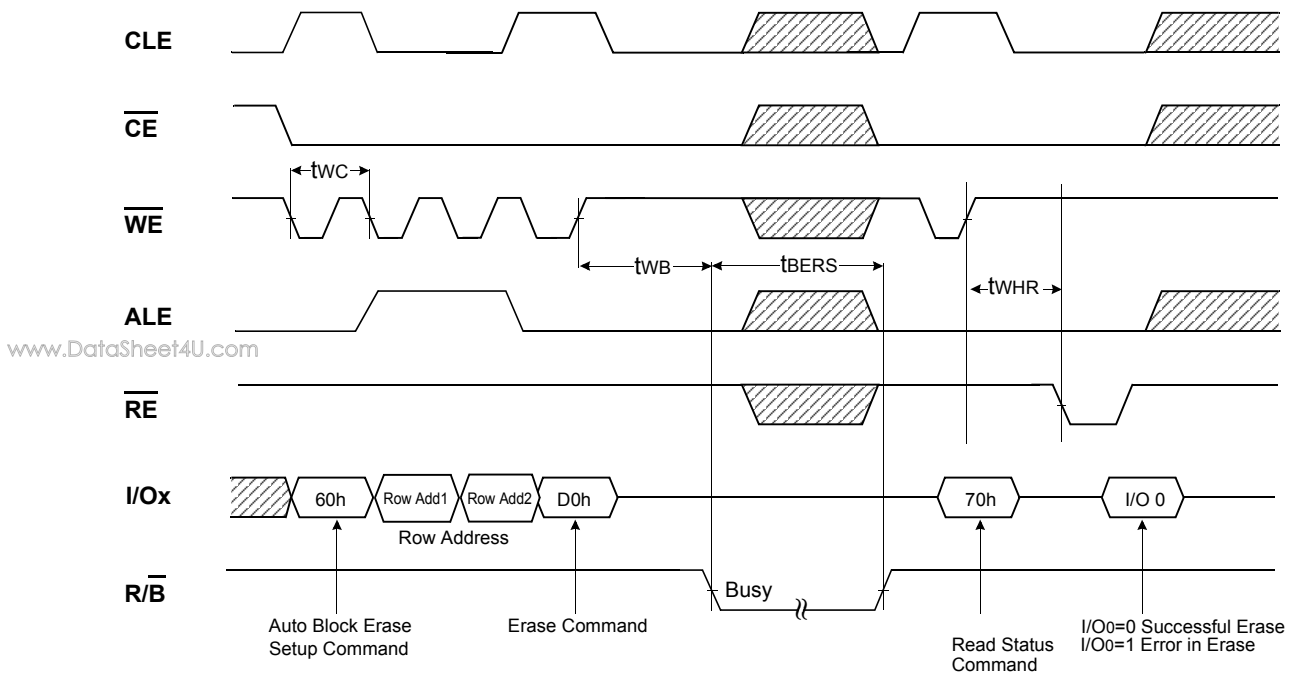 CLE
CE
tWC
WE
tWB
tBERS
tWHR
ALE
www.DataSheet4U.com
RE
I/Ox
60h
Row Add1
Row Add2
D0h
70h
I/O 0
Row Address
R/B
Busy
Auto Block Erase
Setup Command
Erase Command
Read Status
Command
I/O0=0 Successful Erase
I/O0=1 Error in Erase